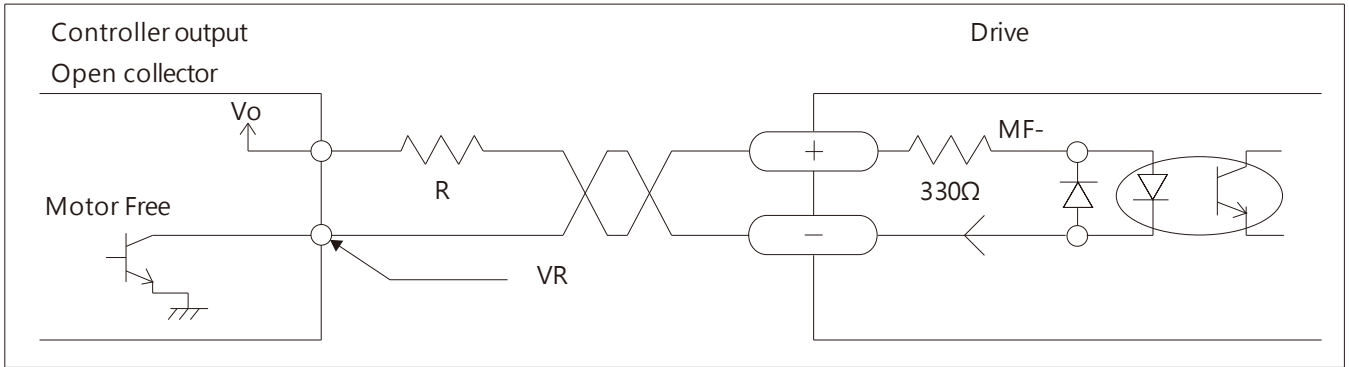 Controller output
Drive
Open collector
Vo
MF-
+
R
330Ω
Motor Free
−
VR